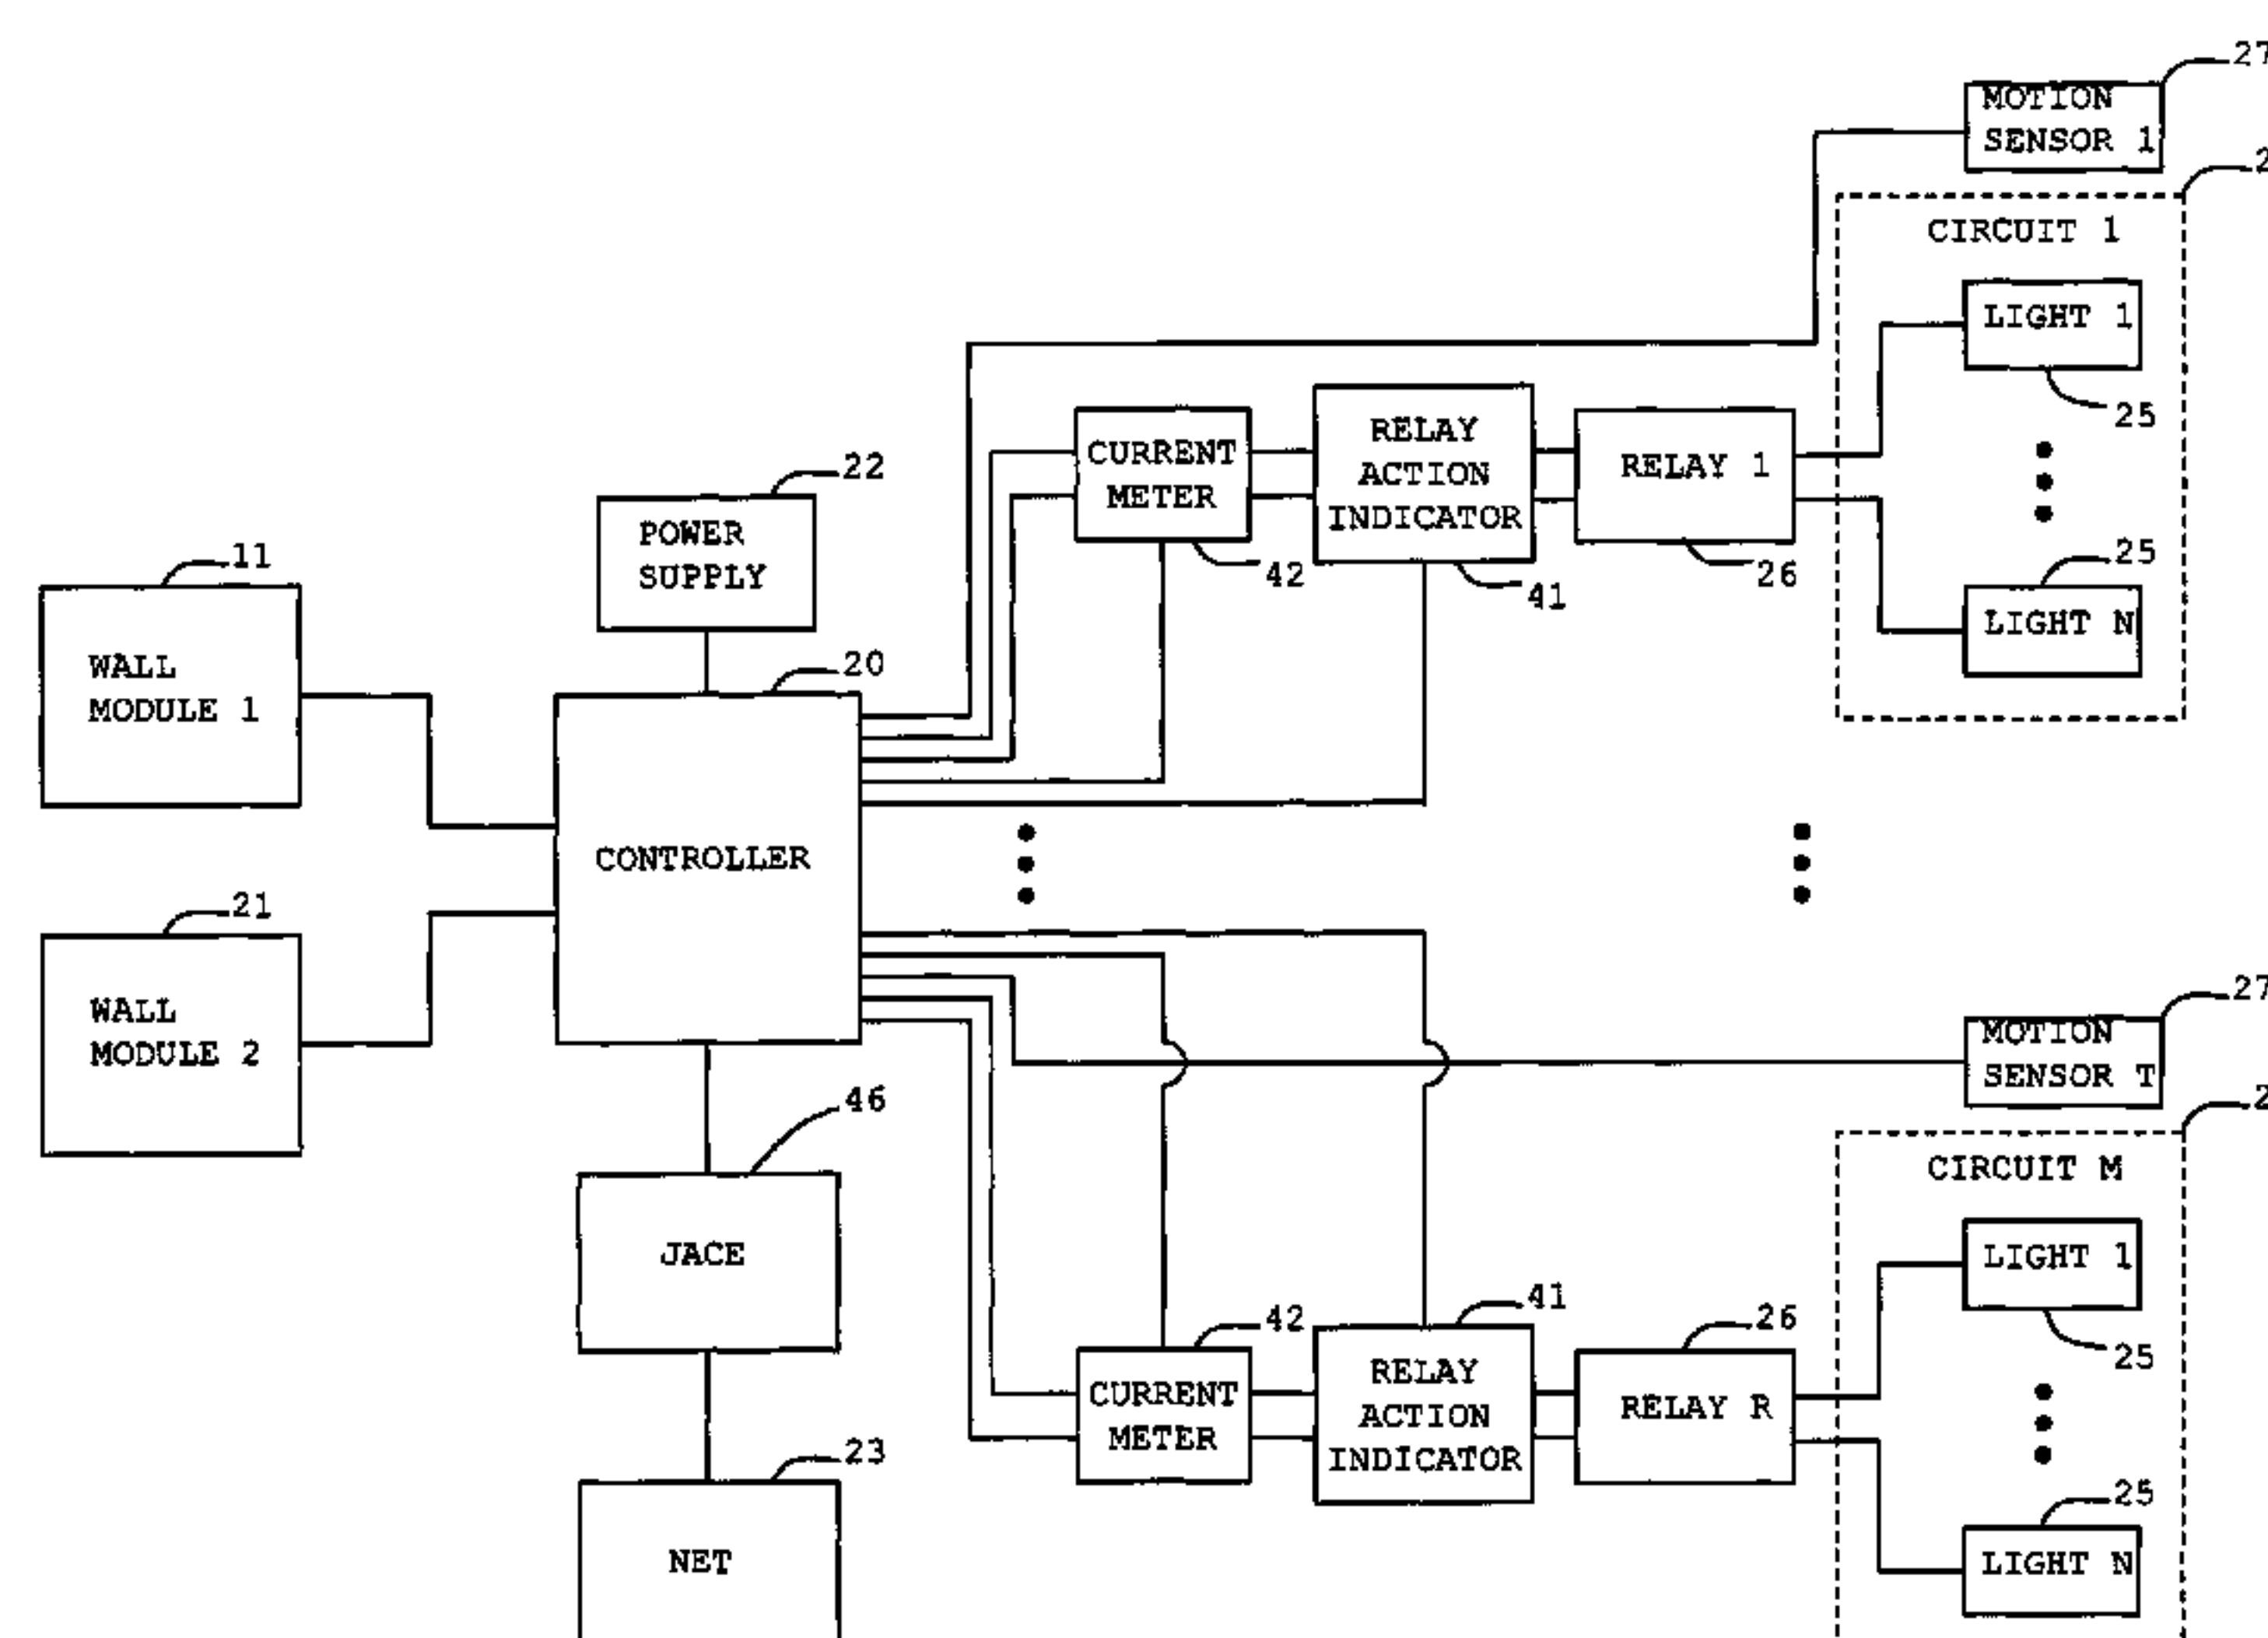 27
MOTION
SENSOR 1
2
CIRCUIT 1
LIGHT 1
25
CURRENT
METER
42
RELAY
ACTION
INDICATOR
41
RELAY 1
26
25
LIGHT N
22
POWER
SUPPLY
11
WALL
MODULE 1
20
CONTROLLER
21
WALL
MODULE 2
27
MOTION
SENSOR T
2
46
JACE
CIRCUIT M
LIGHT 1
25
42
CURRENT
METER
41
RELAY
ACTION
INDICATOR
26
RELAY R
25
LIGHT N
23
NET